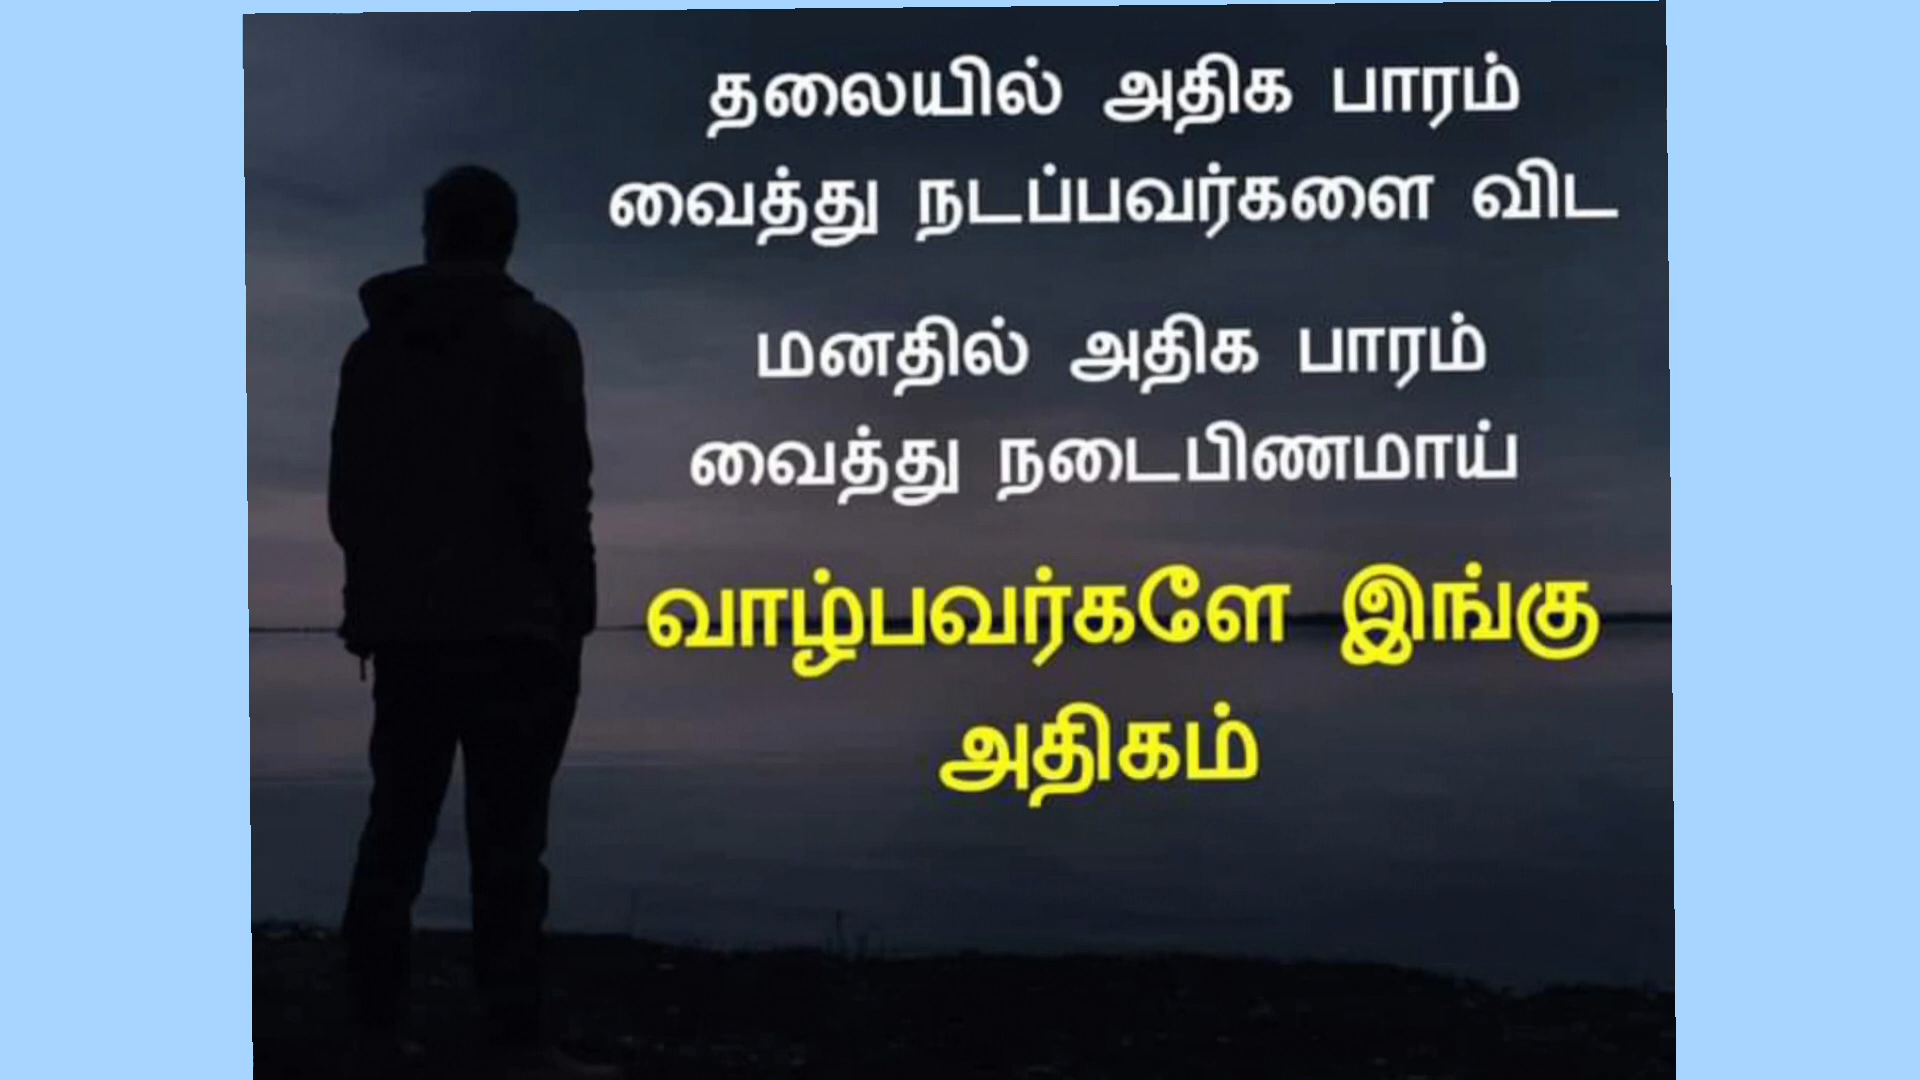 தலையில் அதிக பாரம்
வைத்து நடப்பவர்களை விட
மனதில் அதிக பாரம்
வைத்து நடைபிணமாய்
வாழ்பவர்களே இங்கு
அதிகம்